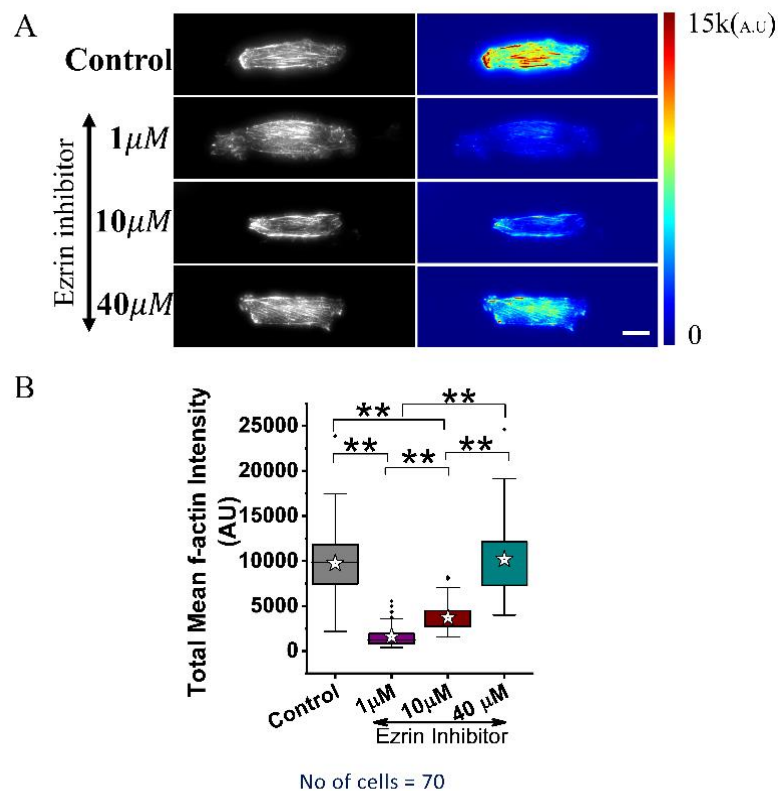 A
15k(A.U)
Control
Ezrin inhibitor
1μM
10μM
40μM
0
B
Total Mean f-actin Intensity
(AU)
25000
20000
15000
10000
5000
0
**
**
**
**
**
Control
1μM
10μM
40 μM
Ezrin Inhibitor
No of cells = 70